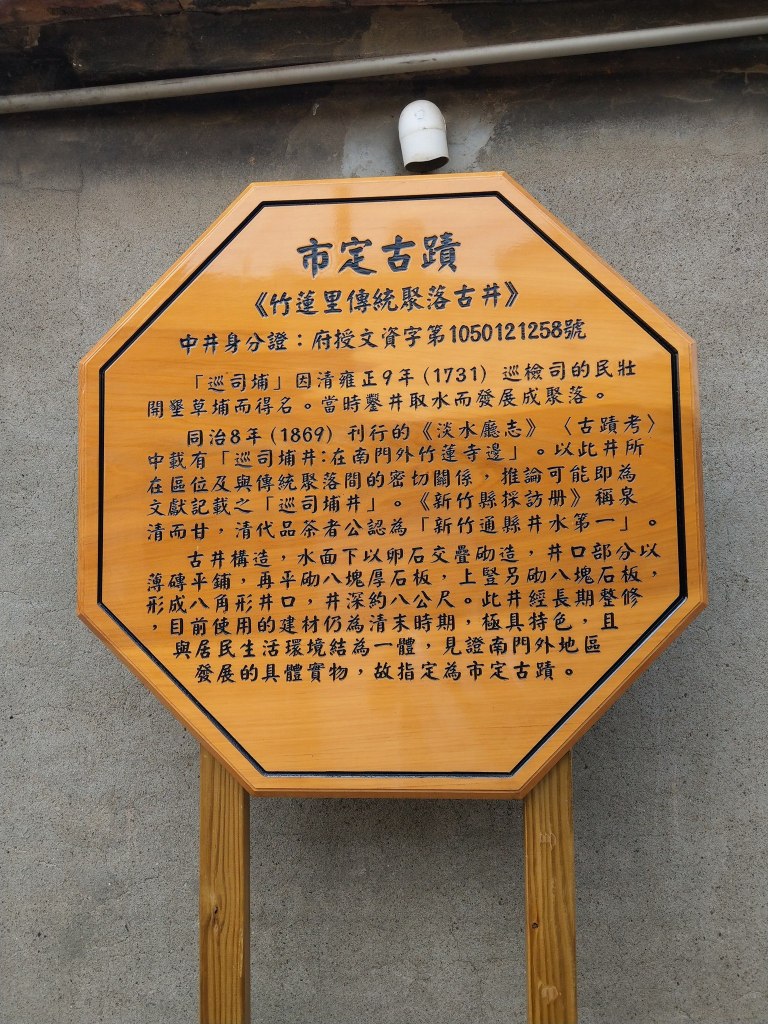 市定古蹟
《竹蓮里傳統聚落古井》
中井身分證：府授文資字第1050121258號
「巡司埔」因清雍正9年(1731) 巡檢司的民壯
開墾草埔而得名。當時鑿井取水而發展成聚落。
同治8年(1869) 刊行的《淡水廳志》〈古蹟考〉
中載有「巡司埔井:在南門外竹蓮寺邊」。以此井所
在區位及與傳統聚落間的密切關係，推論可能即為
文獻記載之「巡司埔井」。《新竹縣採訪册》稱泉
清而甘，清代品茶者公認為「新竹通縣井水第一」。
古井構造，水面下以卵石交疊砌造，井口部分以
薄磚平鋪，再平砌八塊厚石板，上豎另砌八塊石板，
形成八角形井口，井深約八公尺。此井經長期整修
，目前使用的建材仍為清末時期，極具特色，且
與居民生活環境結為一體，見證南門外地區
發展的具體實物，故指定為市定古蹟。